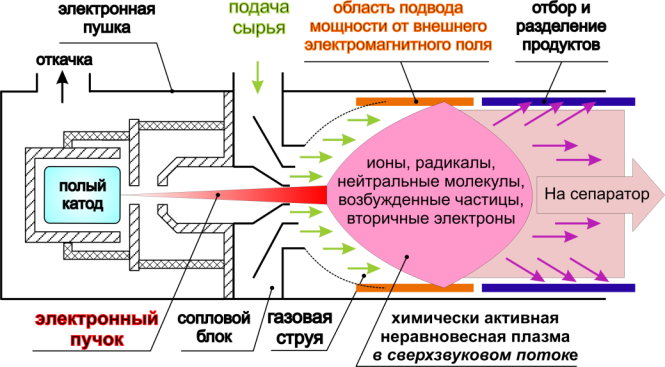 электронная
пушка
подача
сырья
область подвода
мощности от внешнего
электромагнитного поля
отбор и
разделение
продуктов
откачка
полый
катод
ионы, радикалы,
нейтральные молекулы,
возбужденные частицы,
вторичные электроны
На сепаратор
электронный
пучок
сопловой
блок
газовая
струя
химически активная
неравновесная плазма
в сверхзвуковом потоке